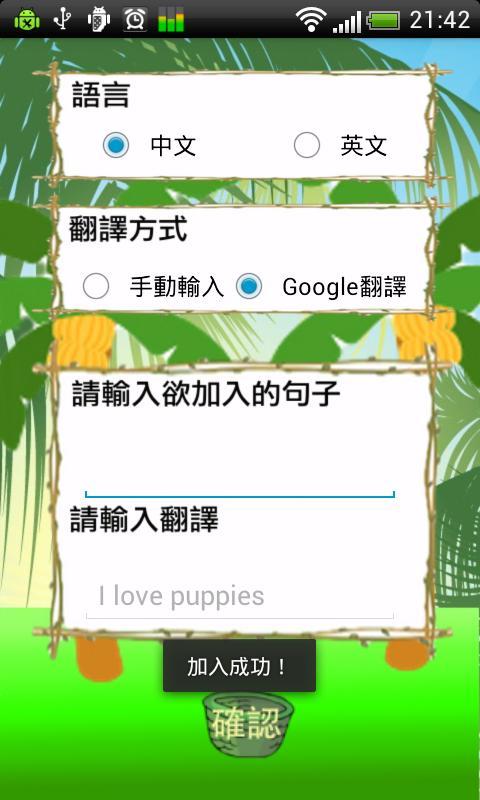 21:42
語言
中文 英文
翻譯方式
手動輸入 Google翻譯
請輸入欲加入的句子
請輸入翻譯
I love puppies
加入成功！
確認